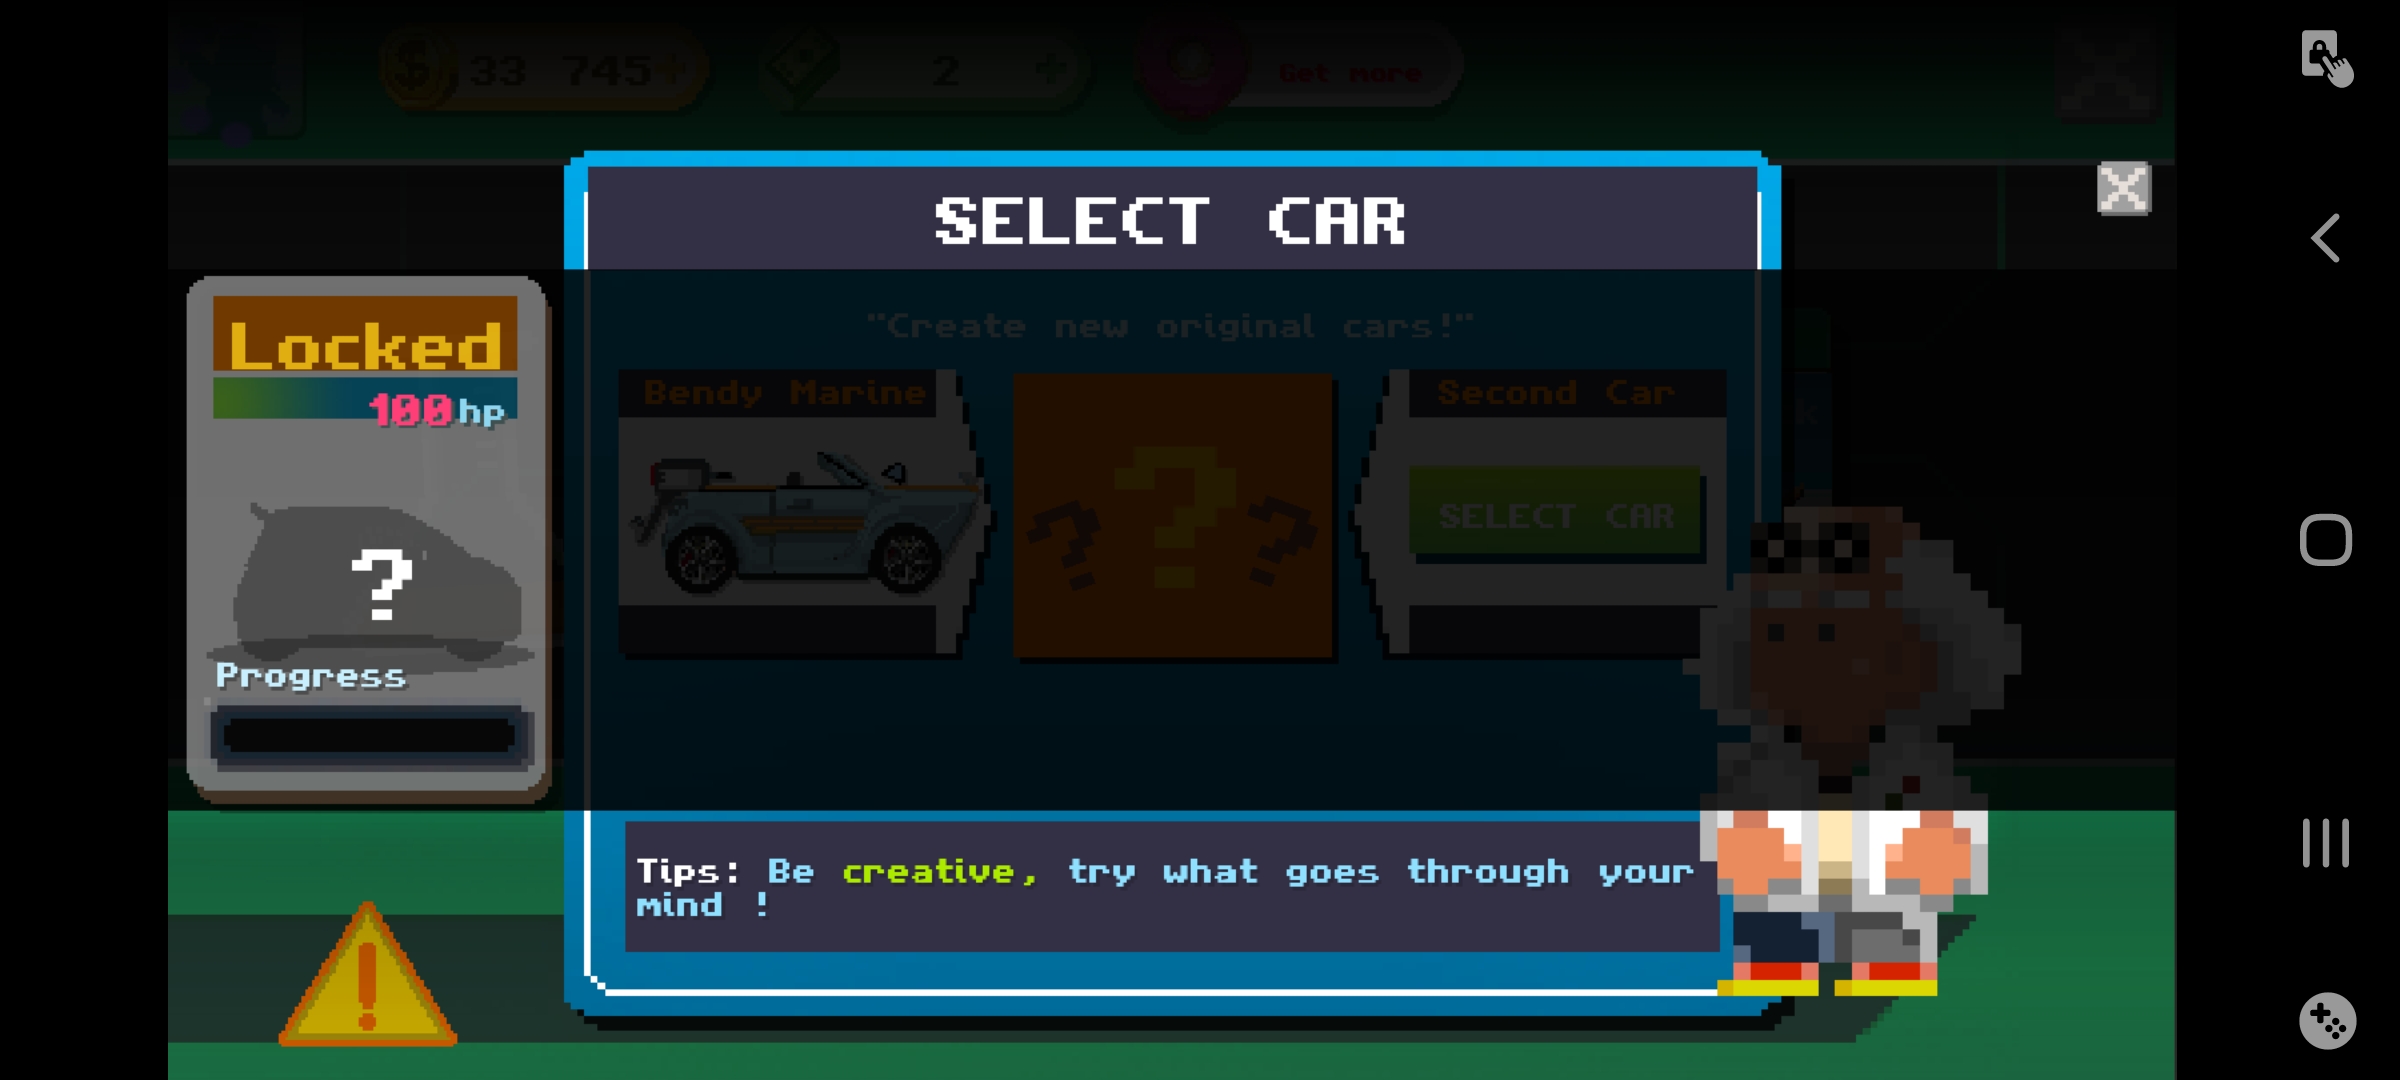 33 745
2
+
Get more
SELECT CAR
Locked
100hp
"Create new original cars!"
Bendy Marine
Second Car
? ? ?
SELECT CAR
?
Progress
Tips: Be creative, try what goes through your
mind !